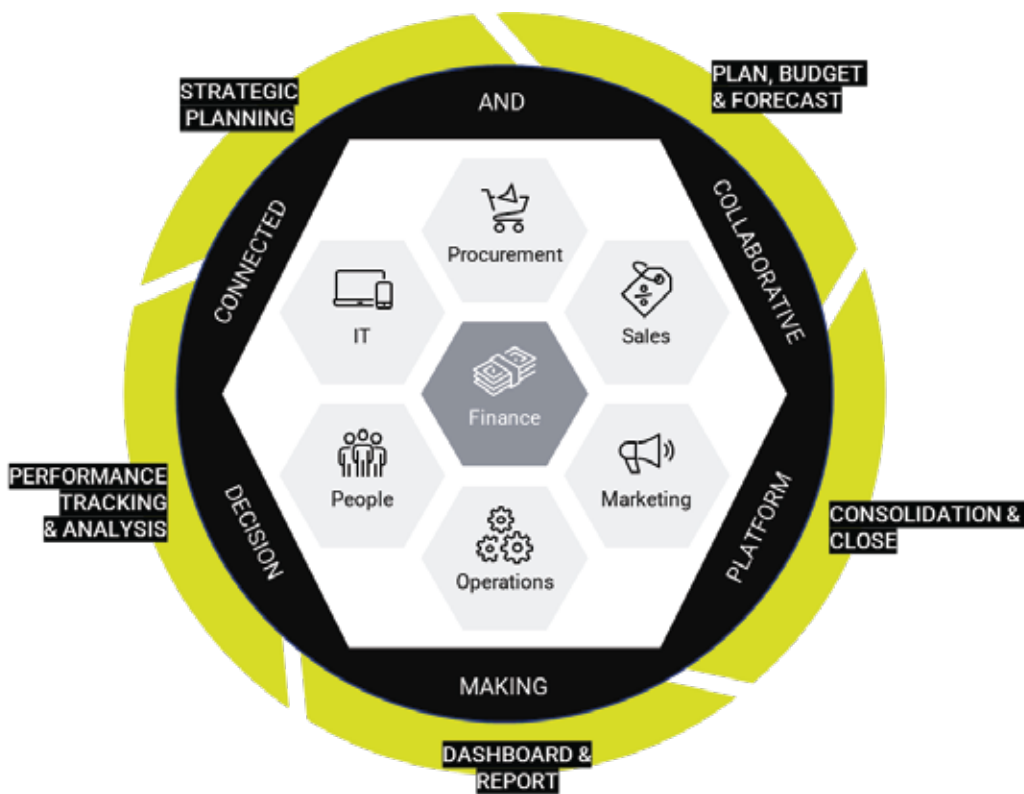 STRATEGIC
PLANNING
PLAN, BUDGET
& FORECAST
AND
CONNECTED
COLLABORATIVE
Procurement
IT
Sales
Finance
People
Marketing
Operations
PERFORMANCE
TRACKING
& ANALYSIS
DECISION
PLATFORM
CONSOLIDATION &
CLOSE
MAKING
DASHBOARD &
REPORT